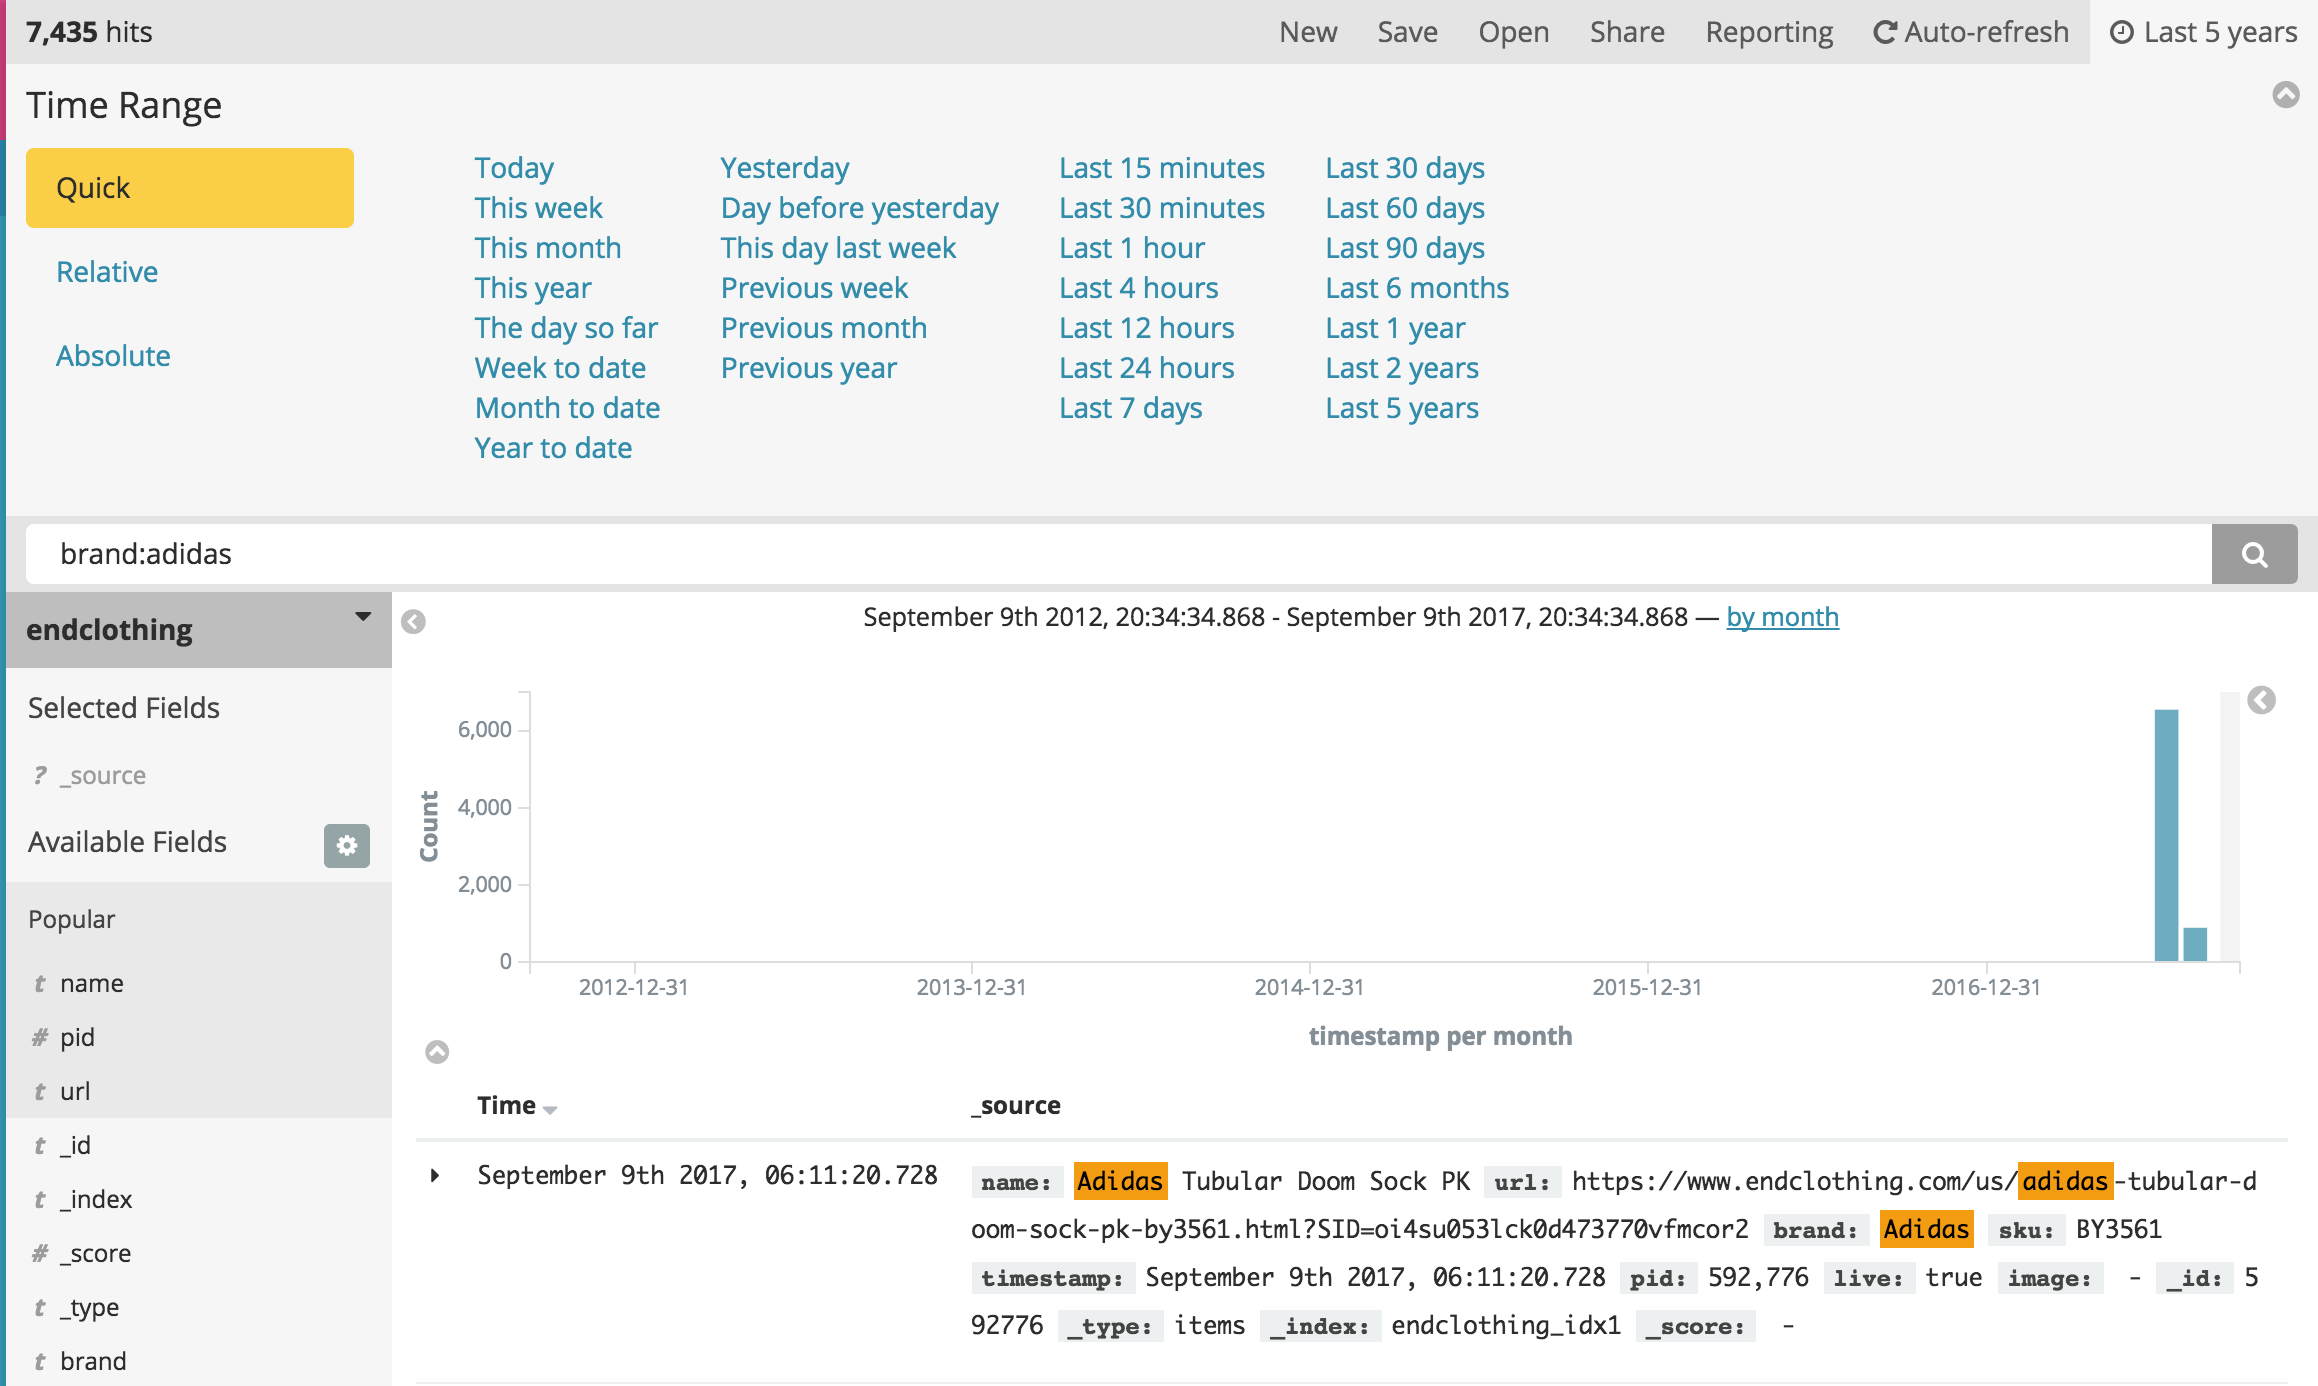 7,435 hits New Save Open Share Reporting Auto-refresh Last 5 years
Time Range
Quick
Relative
Absolute
Today
This week
This month
This year
The day so far
Week to date
Month to date
Year to date
Yesterday
Day before yesterday
This day last week
Previous week
Previous month
Previous year
Last 15 minutes
Last 30 minutes
Last 1 hour
Last 4 hours
Last 12 hours
Last 24 hours
Last 7 days
Last 30 days
Last 60 days
Last 90 days
Last 6 months
Last 1 year
Last 2 years
Last 5 years
brand:adidas
endclothing
Selected Fields
? _source
Available Fields
Popular
t name
# pid
t url
t _id
t _index
# _score
t _type
t brand
September 9th 2012, 20:34:34.868 - September 9th 2017, 20:34:34.868 — by month
Count
6,000
4,000
2,000
0
2012-12-31 2013-12-31 2014-12-31 2015-12-31 2016-12-31
timestamp per month
Time _source
September 9th 2017, 06:11:20.728
name: Adidas Tubular Doom Sock PK url: https://www.endclothing.com/us/adidas-tubular-d
oom-sock-pk-by3561.html?SID=oi4su053lck0d473770vfmcor2 brand: Adidas sku: BY3561
timestamp: September 9th 2017, 06:11:20.728 pid: 592,776 live: true image: - _id: 5
92776 _type: items _index: endclothing_idx1 _score: -